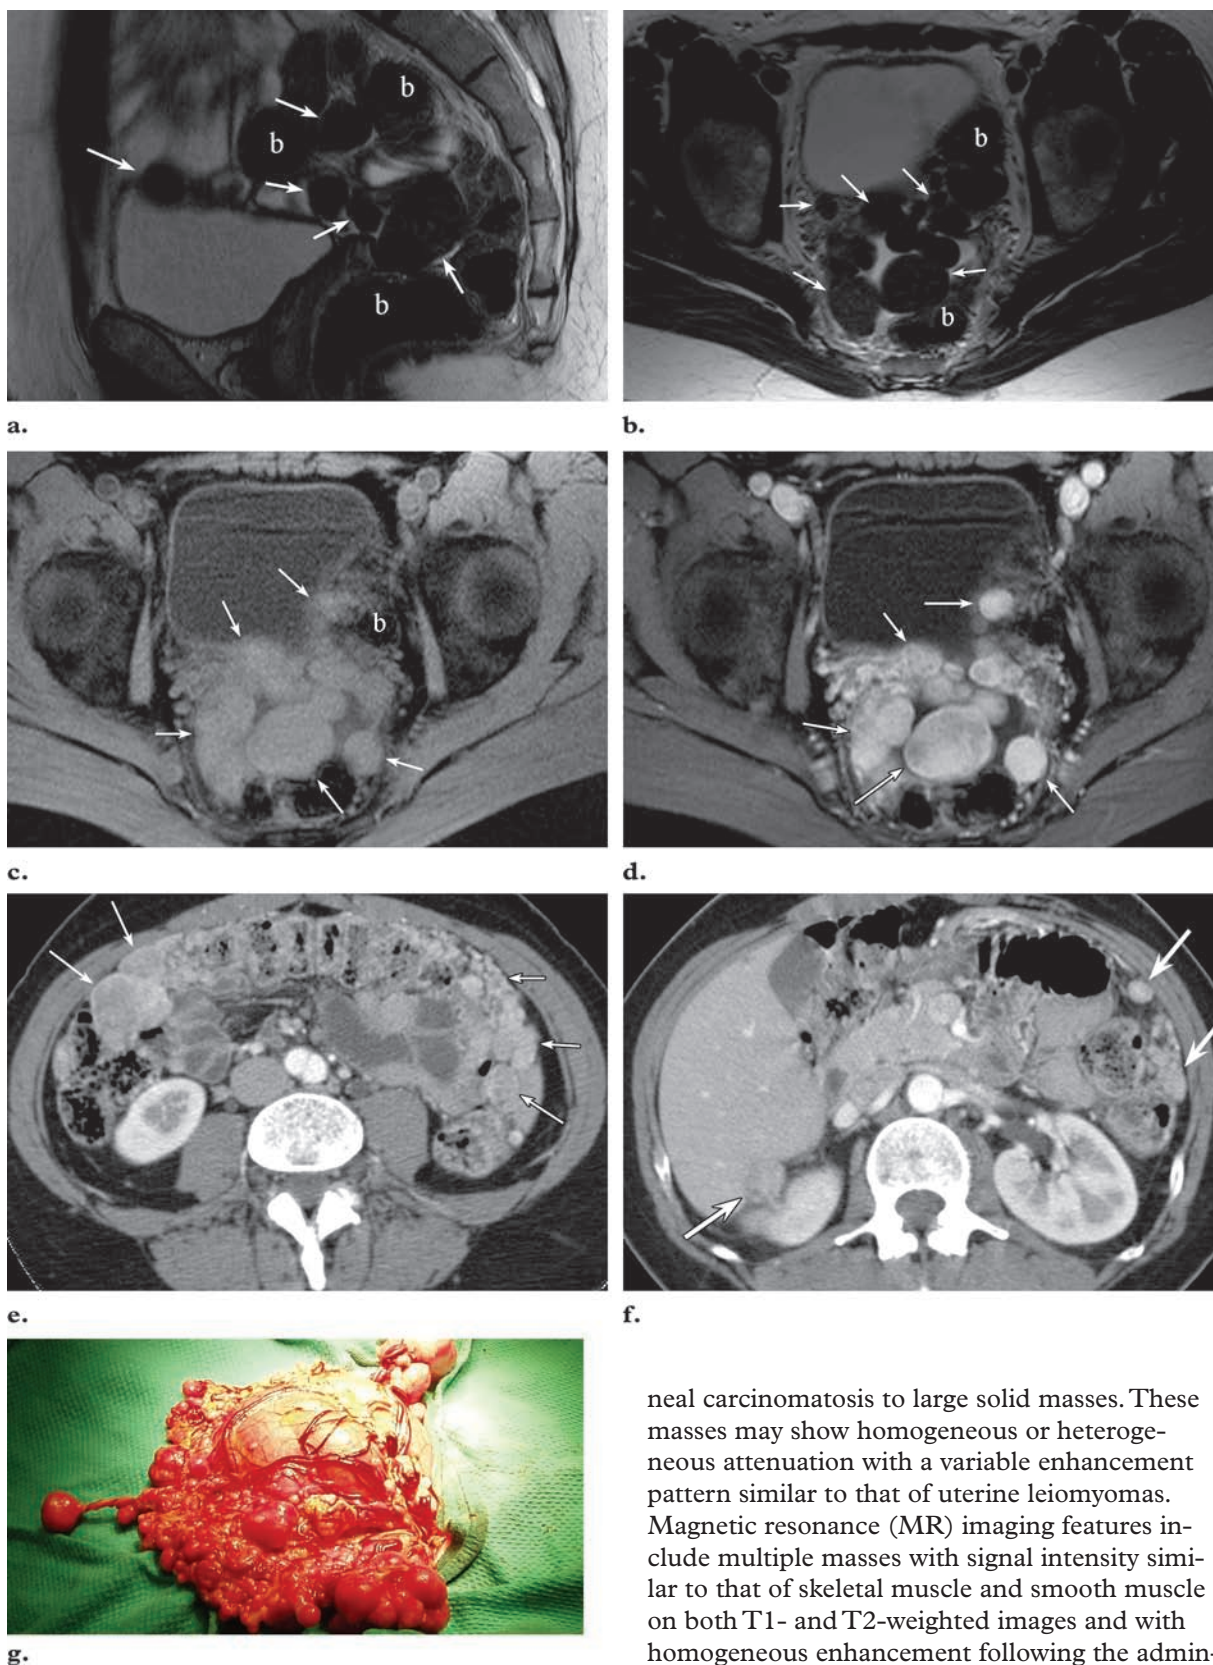 b
b
b
a.
b
b
b.
b
c.
d.
e.
f.
g.
neal carcinomatosis to large solid masses. These
masses may show homogeneous or heteroge-
neous attenuation with a variable enhancement
pattern similar to that of uterine leiomyomas.
Magnetic resonance (MR) imaging features in-
clude multiple masses with signal intensity simi-
lar to that of skeletal muscle and smooth muscle
on both T1- and T2-weighted images and with
homogeneous enhancement following the admin-